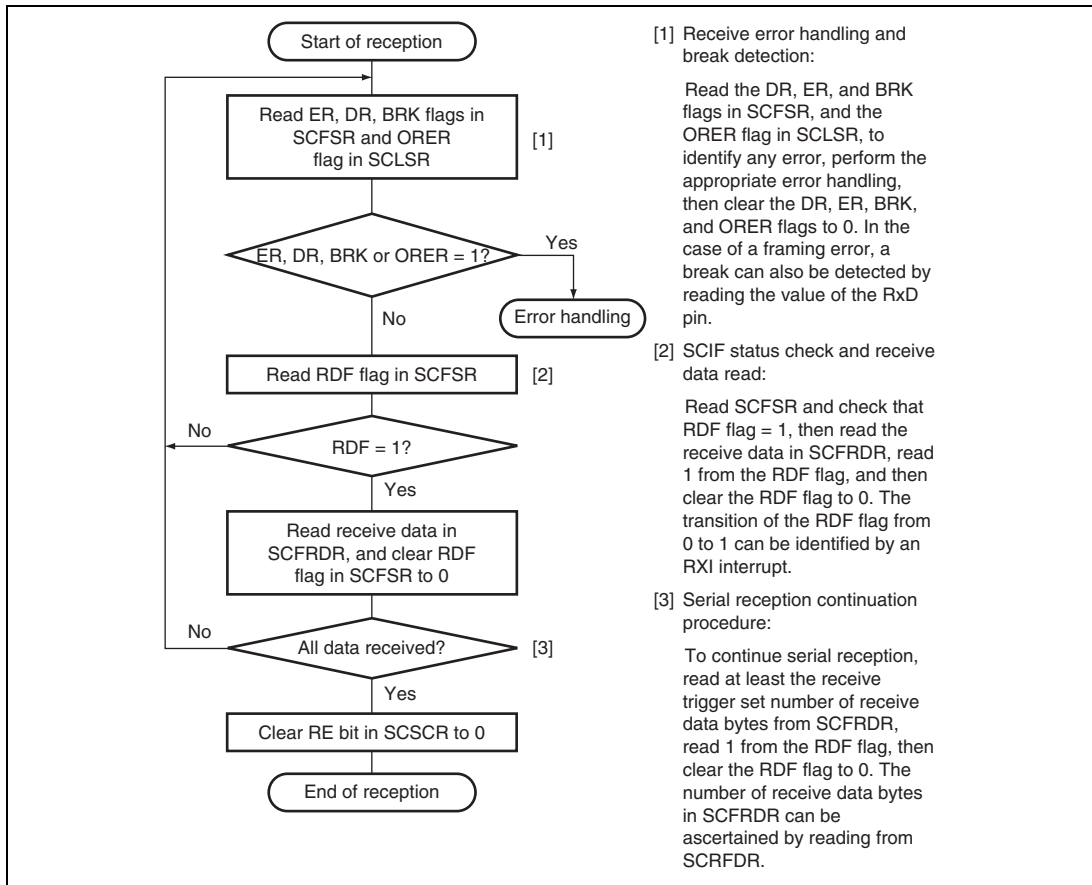 Start of reception
Read ER, DR, BRK flags in
SCFSR and ORER
flag in SCLSR
[1]
ER, DR, BRK or ORER = 1?
Yes
Error handling
No
Read RDF flag in SCFSR
[2]
No
RDF = 1?
Yes
Read receive data in
SCFRDR, and clear RDF
flag in SCFSR to 0
No
All data received?
[3]
Yes
Clear RE bit in SCSCR to 0
End of reception
[1] Receive error handling and
break detection:
Read the DR, ER, and BRK
flags in SCFSR, and the
ORER flag in SCLSR, to
identify any error, perform the
appropriate error handling,
then clear the DR, ER, BRK,
and ORER flags to 0. In the
case of a framing error, a
break can also be detected by
reading the value of the RxD
pin.
[2] SCIF status check and receive
data read:
Read SCFSR and check that
RDF flag = 1, then read the
receive data in SCFRDR, read
1 from the RDF flag, and then
clear the RDF flag to 0. The
transition of the RDF flag from
0 to 1 can be identified by an
RXI interrupt.
[3] Serial reception continuation
procedure:
To continue serial reception,
read at least the receive
trigger set number of receive
data bytes from SCFRDR,
read 1 from the RDF flag, then
clear the RDF flag to 0. The
number of receive data bytes
in SCFRDR can be
ascertained by reading from
SCRFDR.